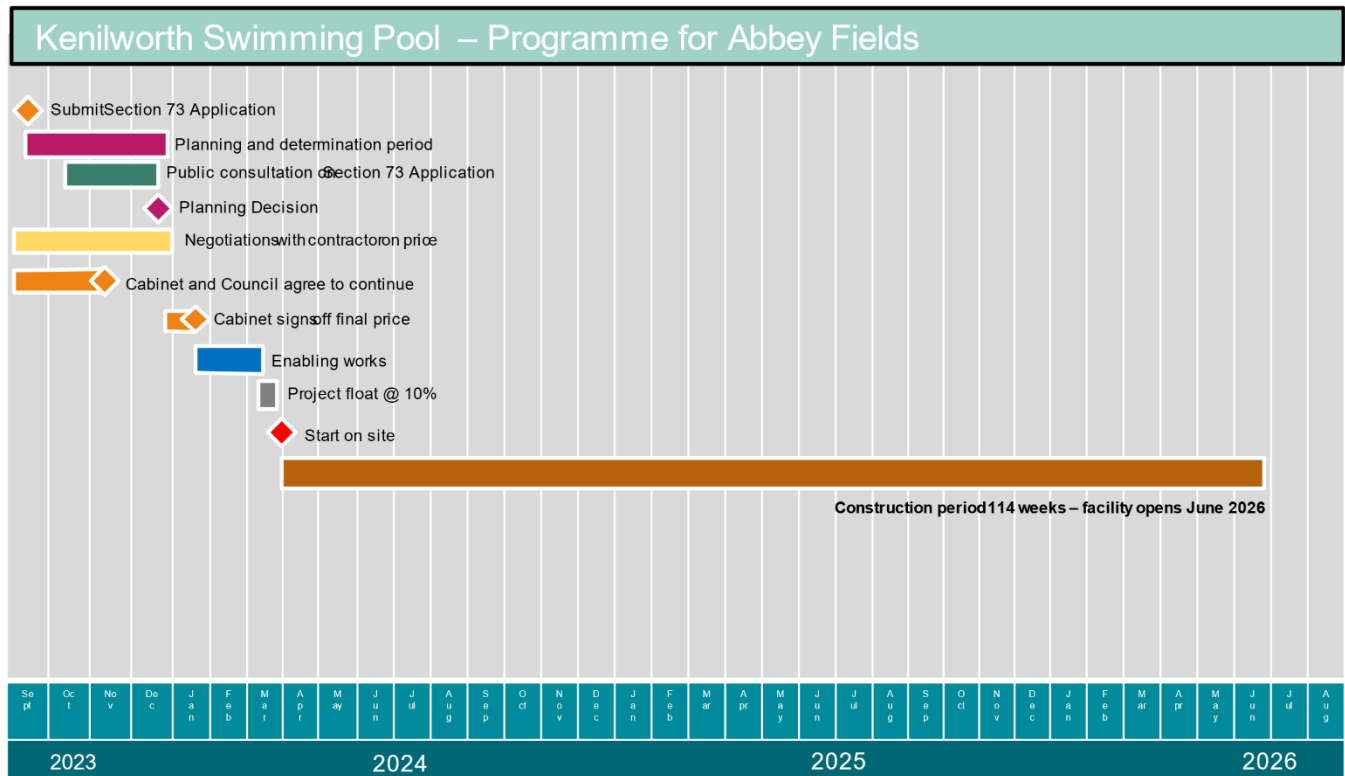 Kenilworth Swimming Pool – Programme for Abbey Fields
SubmitSection 73 Application
Planning and determination period
Public consultation on Section 73 Application
Planning Decision
Negotiations with contractor on price
Cabinet and Council agree to continue
Cabinet signs off final price
Enabling works
Project float @ 10%
Start on site
Construction period 114 weeks – facility opens June 2026
Sept Oct Nov Dec Jan Feb Mar Apr May Jun Jul Aug Sep Oct Nov Dec Jan Feb Mar Apr May Jun Jul Aug Sep Oct Nov Dec Jan Feb Mar Apr May Jun Jul Aug
2023 2024 2025 2026